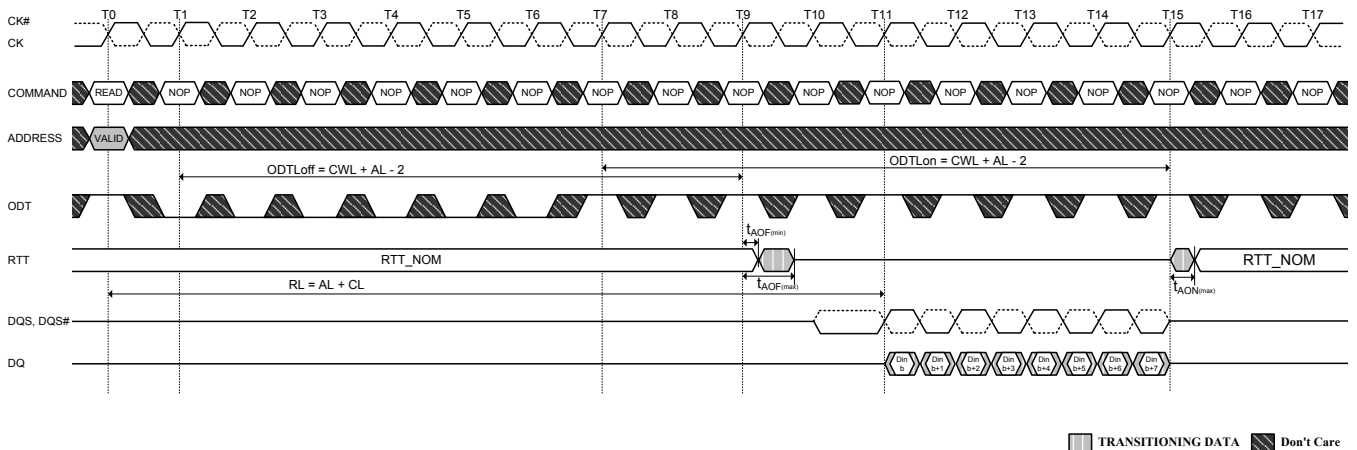 CK#
CK
T0 T1 T2 T3 T4 T5 T6 T7 T8 T9 T10 T11 T12 T13 T14 T15 T16 T17
COMMAND READ NOP NOP NOP NOP NOP NOP NOP NOP NOP NOP NOP NOP NOP NOP NOP NOP NOP
ADDRESS VALID
ODTLoff = CWL + AL - 2
ODTLon = CWL + AL - 2
ODT
tAOF(min)
RTT RTT_NOM RTT_NOM
tAOF(max)
tAON(max)
RL = AL + CL
DQS, DQS#
DQ Din b Din b+1 Din b+2 Din b+3 Din b+4 Din b+5 Din b+6 Din b+7
TRANSITIONING DATA Don't Care